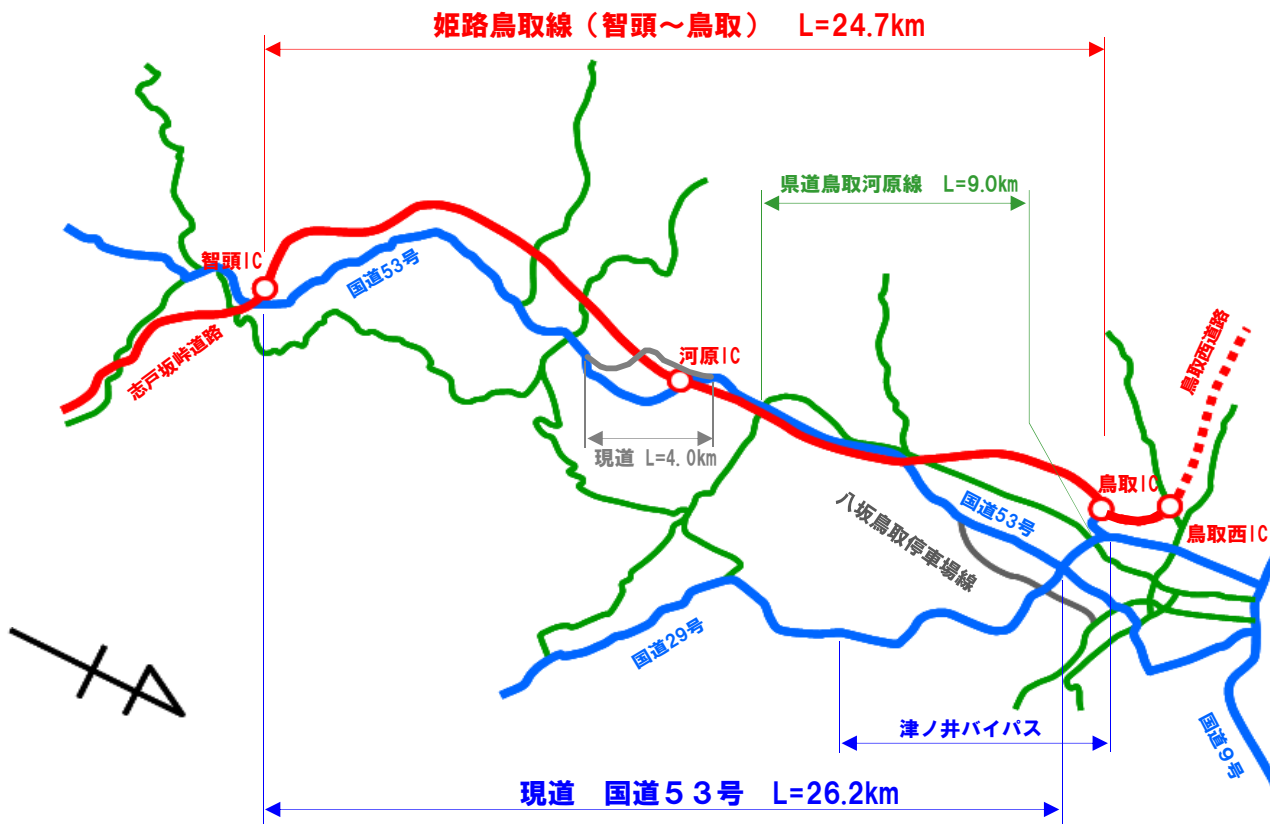 姫路鳥取線（智頭～鳥取）　L=24.7km
県道鳥取河原線　L=9.0km
智頭IC
国道53号
志戸坂峠道路
河原IC
鳥取西道路
現道 L=4.0km
鳥取IC
国道53号
八坂鳥取停車場線
鳥取西IC
国道29号
津ノ井バイパス
国道９号
現道　国道５３号　L=26.2km